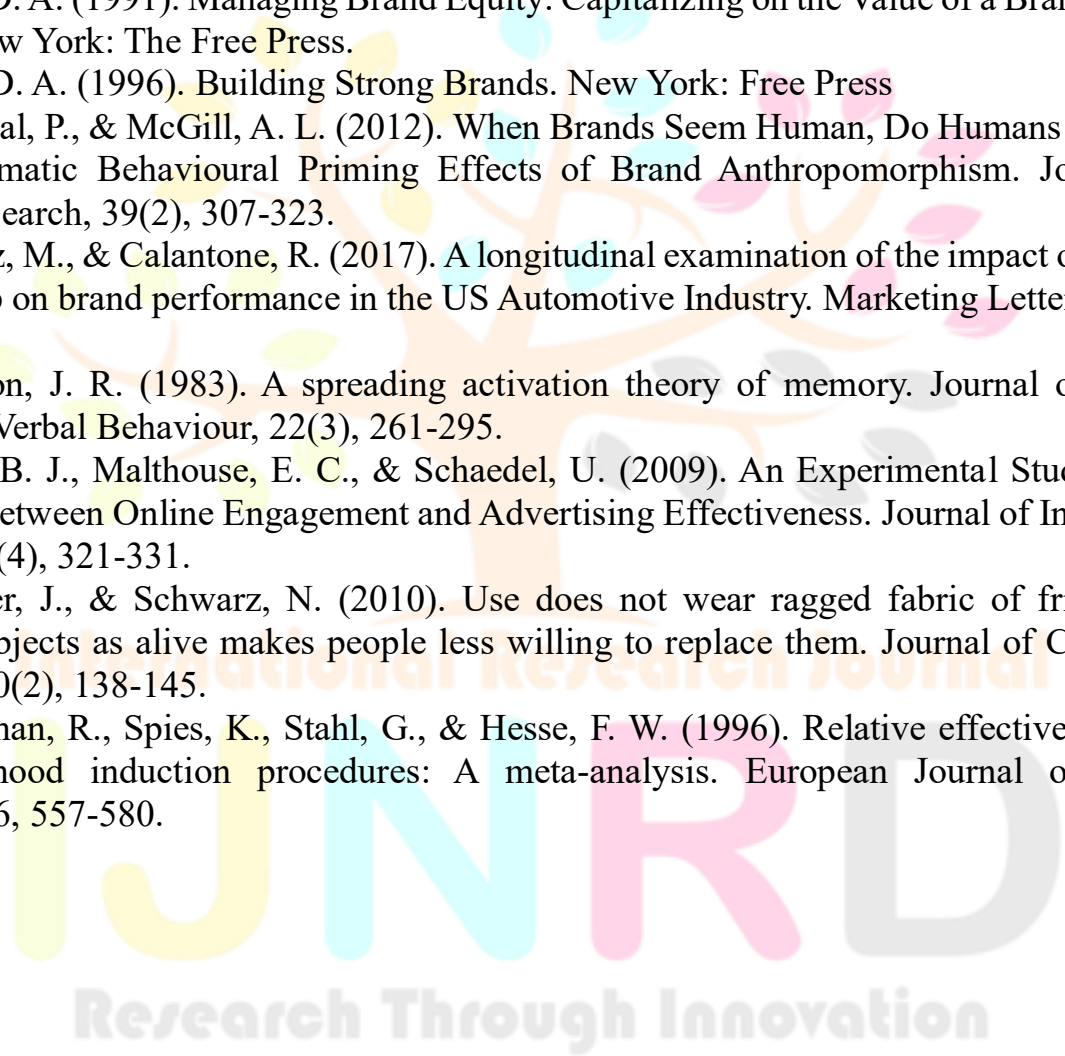 D. A. (1991). Managing Brand Equity: Capitalizing on the Value of a
w York: The Free Press.
D. A. (1996). Building Strong Brands. New York: Free Press
al, P., & McGill, A. L. (2012). When Brands Seem Human, Do Humans
matic Behavioural Priming Effects of Brand Anthropomorphism. Jo
earch, 39(2), 307-323.
z, M., & Calantone, R. (2017). A longitudinal examination of the impact o
o on brand performance in the US Automotive Industry. Marketing Letter
on, J. R. (1983). A spreading activation theory of memory. Journal o
Verbal Behaviour, 22(3), 261-295.
B. J., Malthouse, E. C., & Schaedel, U. (2009). An Experimental Stu
etween Online Engagement and Advertising Effectiveness. Journal of In
(4), 321-331.
er, J., & Schwarz, N. (2010). Use does not wear ragged fabric of fri
bjects as alive makes people less willing to replace them. Journal of C
0(2), 138-145.
International Research Journal
man, R., Spies, K., Stahl, G., & Hesse, F. W. (1996). Relative effective
mood induction procedures: A meta-analysis. European Journal o
6, 557-580.
IJNRD
Research Through Innovation